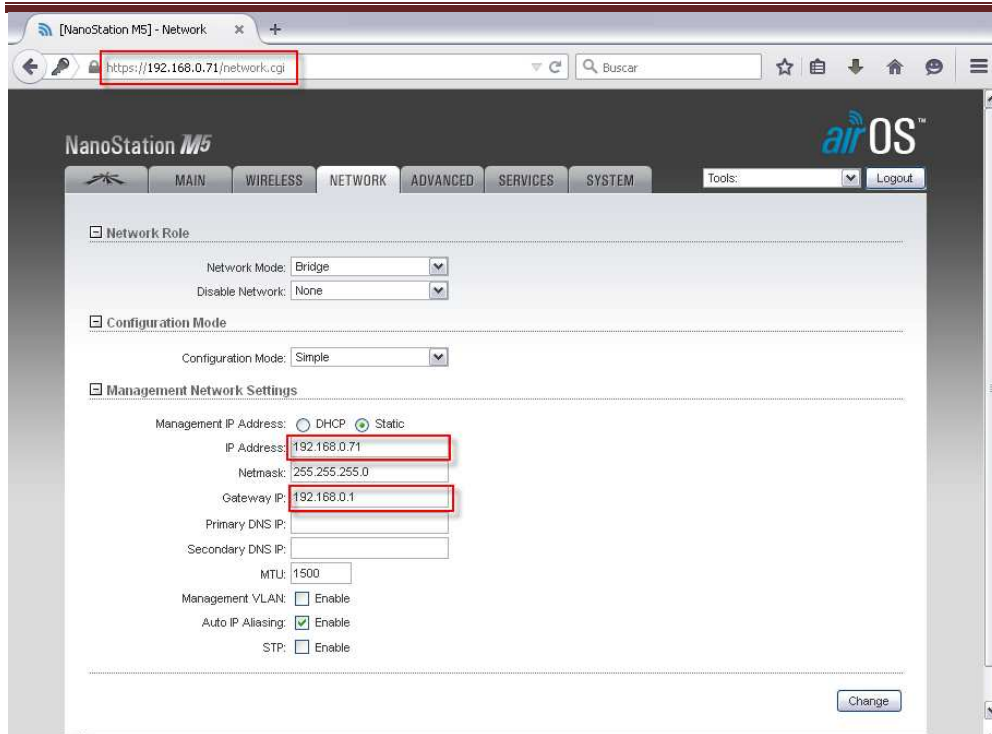 [NanoStation M5] - Network
https://192.168.0.71/network.cgi
Buscar
NanoStation M5
airOS™
MAIN WIRELESS NETWORK ADVANCED SERVICES SYSTEM Tools: Logout
Network Role
Network Mode: Bridge
Disable Network: None
Configuration Mode
Configuration Mode: Simple
Management Network Settings
Management IP Address: DHCP Static
IP Address: 192.168.0.71
Netmask: 255.255.255.0
Gateway IP: 192.168.0.1
Primary DNS IP:
Secondary DNS IP:
MTU: 1500
Management VLAN: Enable
Auto IP Aliasing: Enable
STP: Enable
Change